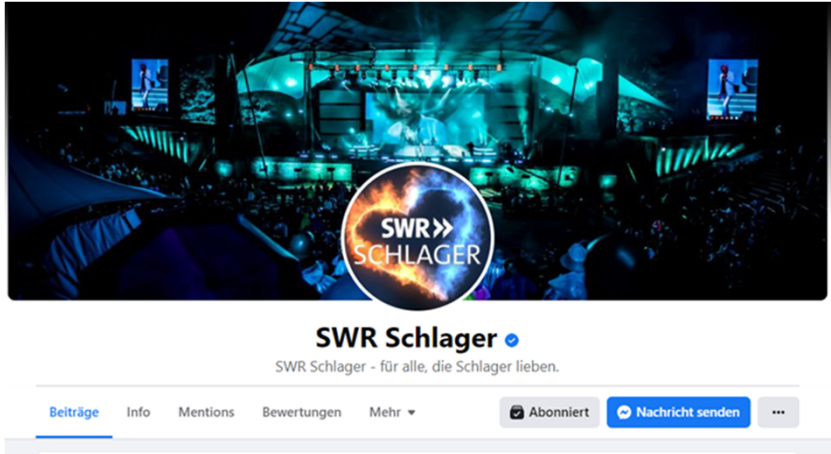 SWR»
SCHLAGER
SWR Schlager
SWR Schlager - für alle, die Schlager lieben.
Beiträge Info Mentions Bewertungen Mehr Abonniert Nachricht senden ...